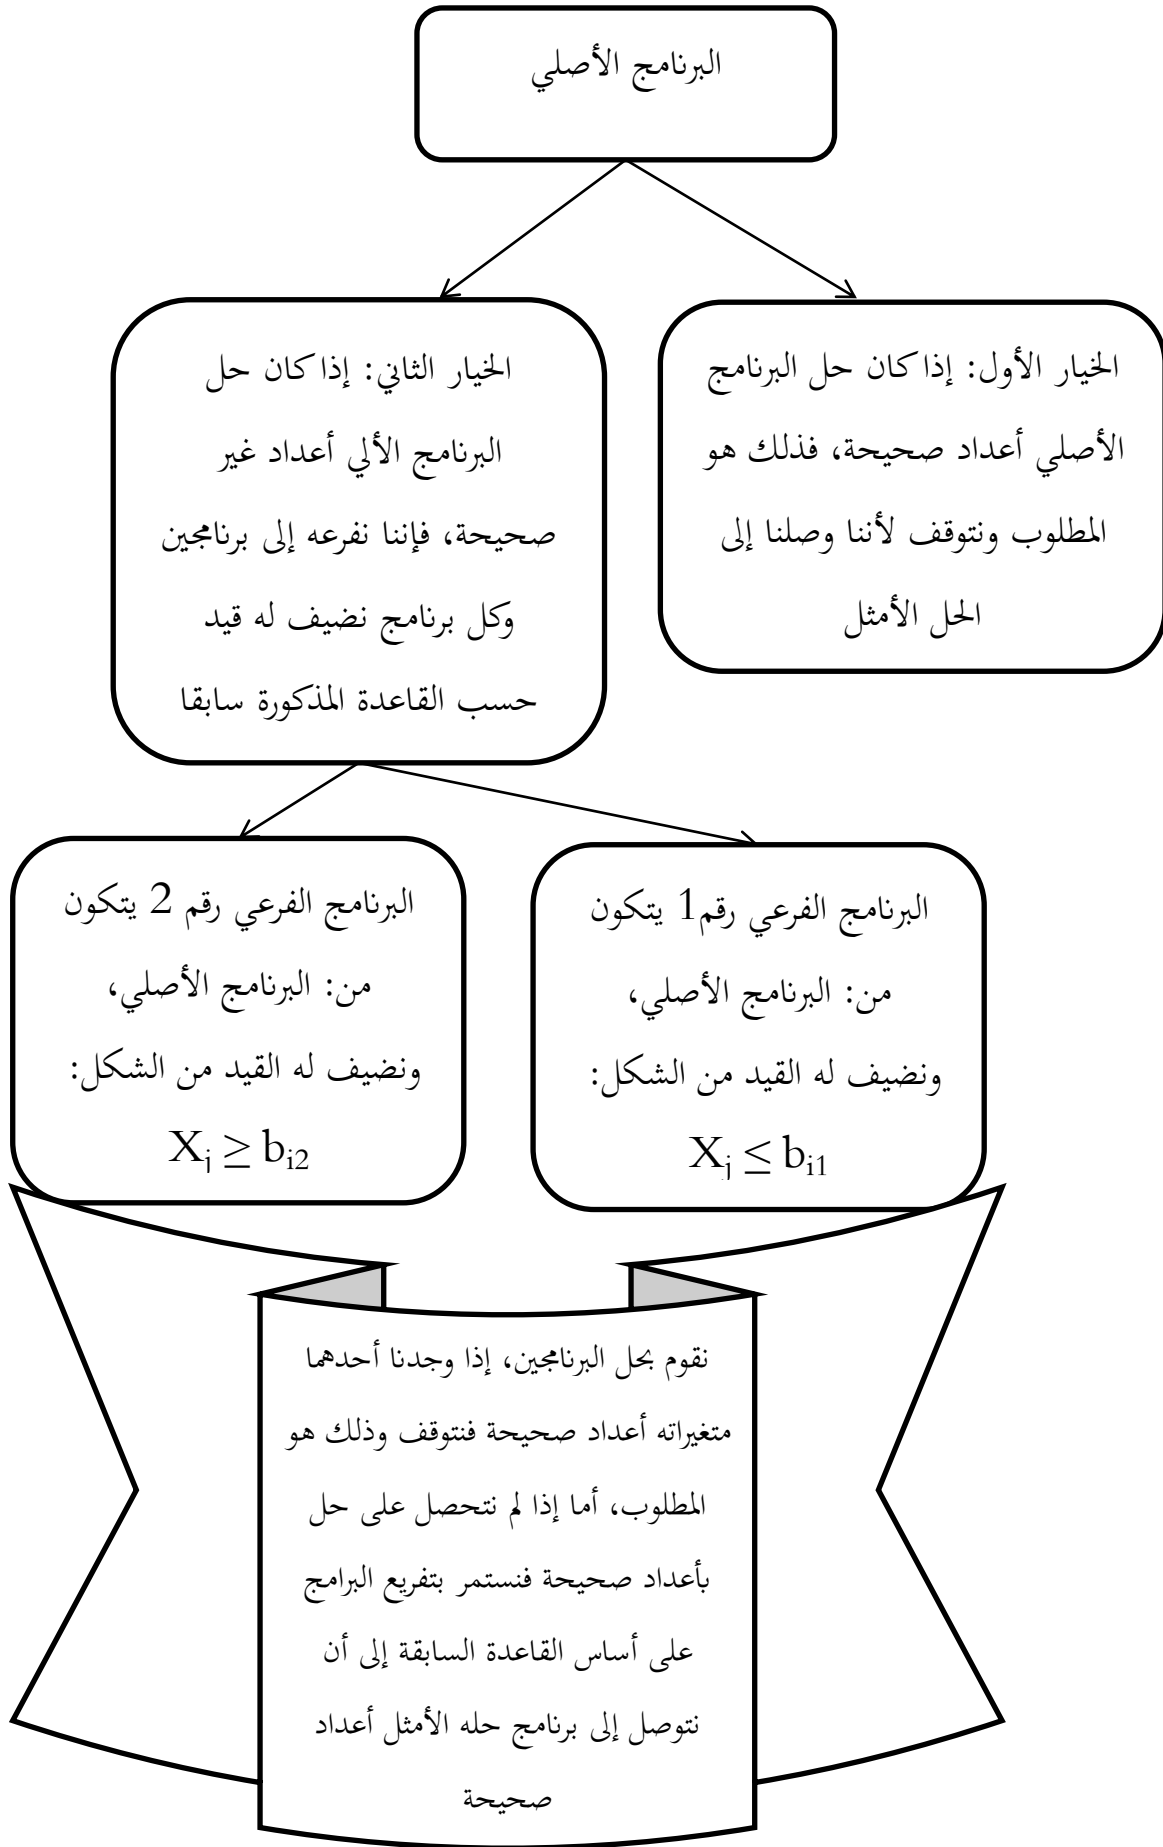 البرنامج الأصلي
الخيار الأول: إذا كان حل البرنامج
الأصلي أعداد صحيحة، فذلك هو
المطلوب ونتوقف لأننا وصلنا إلى
الحل الأمثل
الخيار الثاني: إذا كان حل
البرنامج الألي أعداد غير
صحيحة، فإننا نفرعه إلى برنامجين
وكل برنامج نضيف له قيد
حسب القاعدة المذكورة سابقا
البرنامج الفرعي رقم1 يتكون
من: البرنامج الأصلي،
ونضيف له القيد من الشكل:
X_j ≤ b_{i1}
البرنامج الفرعي رقم 2 يتكون
من: البرنامج الأصلي،
ونضيف له القيد من الشكل:
X_j ≥ b_{i2}
نقوم بحل البرنامجين، إذا وجدنا أحدهما
متغيراته أعداد صحيحة فنتوقف وذلك هو
المطلوب، أما إذا لم نتحصل على حل
بأعداد صحيحة فنستمر بتفريع البرامج
على أساس القاعدة السابقة إلى أن
نتوصل إلى برنامج حله الأمثل أعداد
صحيحة